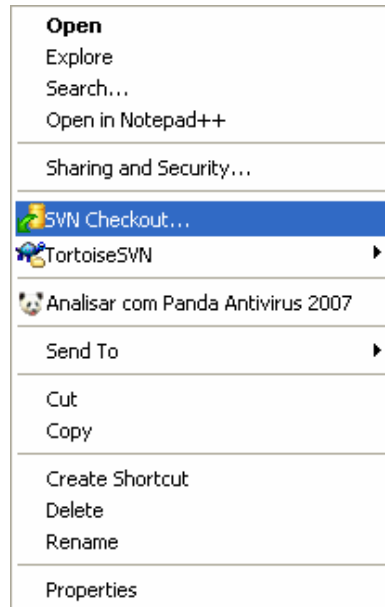 Open
Explore
Search...
Open in Notepad++
Sharing and Security...
SVN Checkout...
TortoiseSVN
Analisar com Panda Antivirus 2007
Send To
Cut
Copy
Create Shortcut
Delete
Rename
Properties